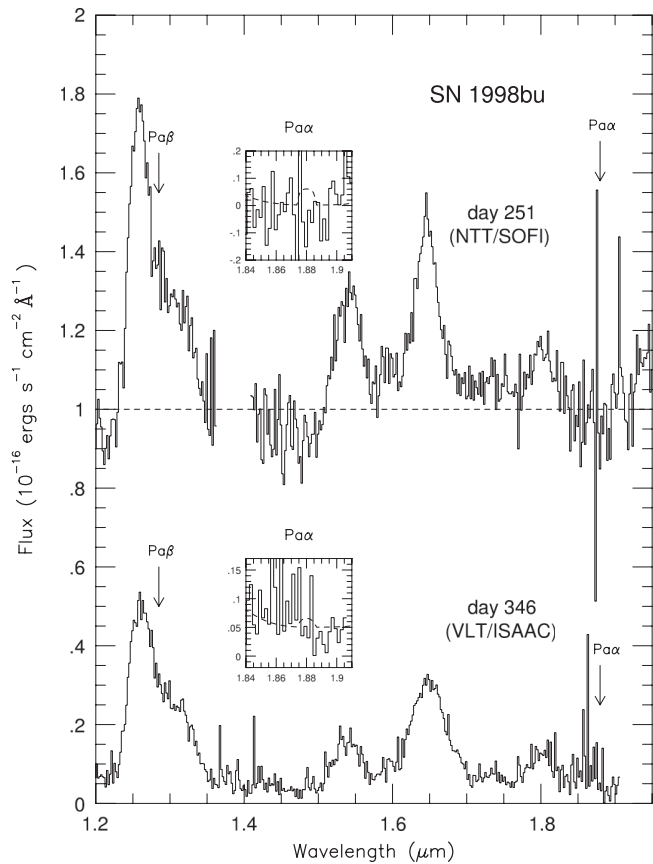 2
1.8
1.6
1.4
1.2
1
.8
.6
.4
.2
0
Flux (10⁻¹⁶ ergs s⁻¹ cm⁻² Å⁻¹)
SN 1998bu
Paβ
Paα
Paα
.2
.1
0
-.1
-.2
1.84 1.86 1.88 1.9
day 251
(NTT/SOFI)
Paβ
Paα
.15
.1
.05
0
1.84 1.86 1.88 1.9
day 346
(VLT/ISAAC)
Paα
1.2 1.4 1.6 1.8
Wavelength (μm)